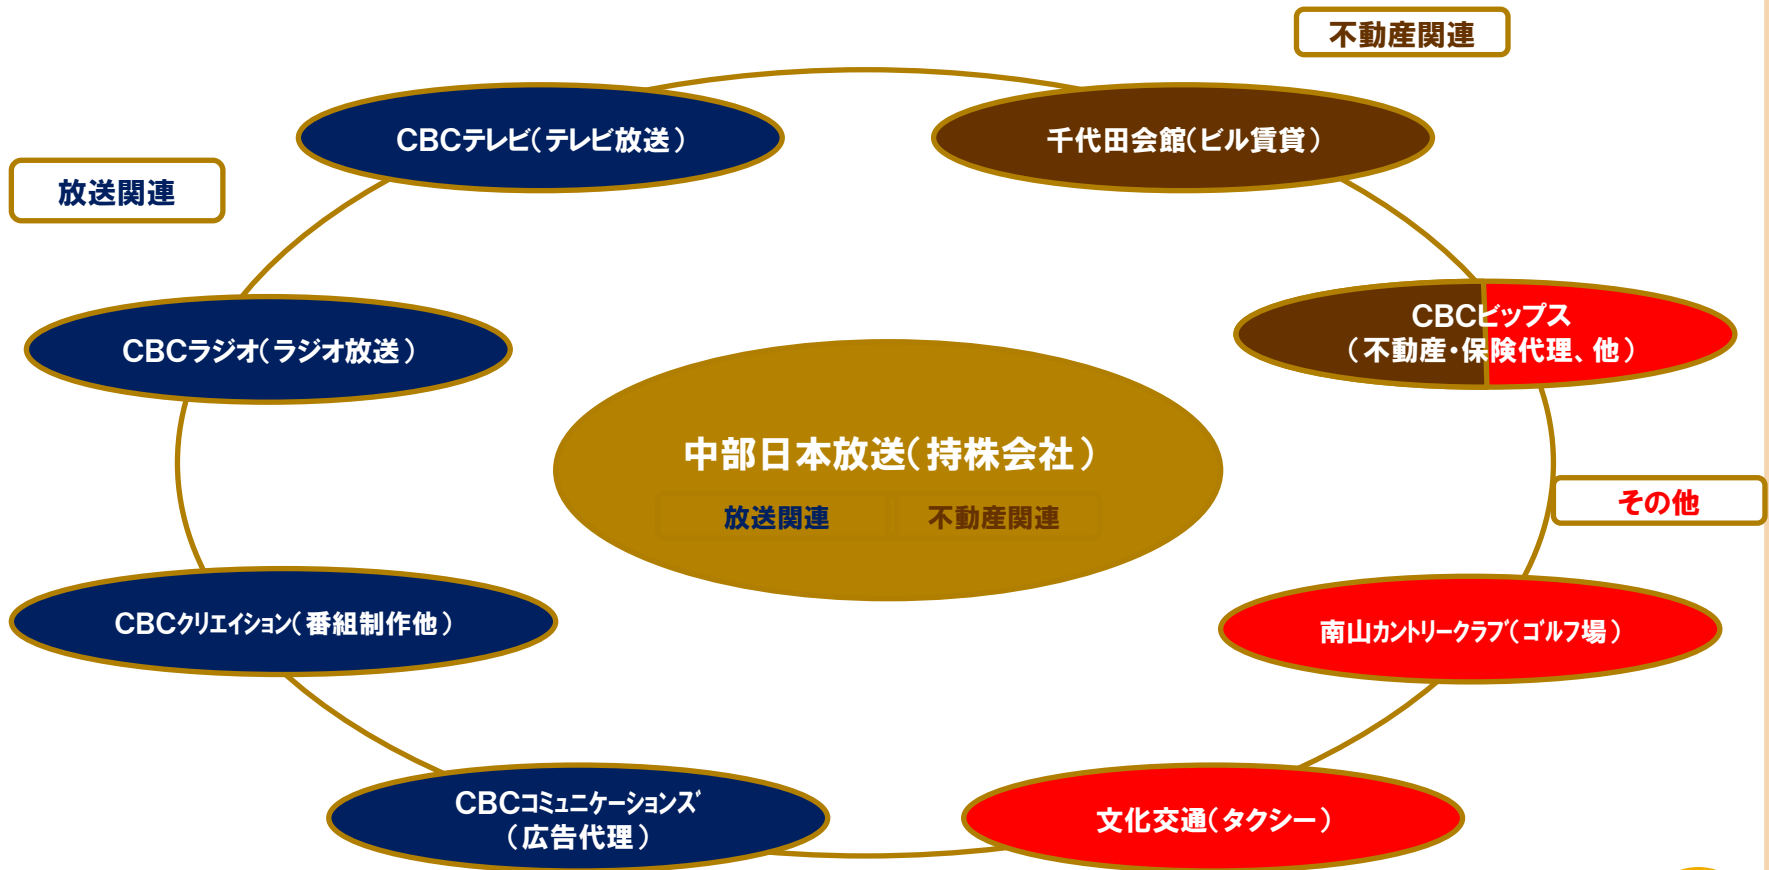 不動産関連
CBCテレビ(テレビ放送)
千代田会館(ビル賃貸)
放送関連
CBCラジオ(ラジオ放送)
CBCビップス
(不動産・保険代理、他)
中部日本放送(持株会社)
放送関連
不動産関連
その他
CBCｸﾘｴｲｼｮﾝ(番組制作他)
南山ｶﾝﾄﾘｰｸﾗﾌﾞ(ｺﾞﾙﾌ場)
CBCｺﾐｭﾆｹｰｼｮﾝｽﾞ
(広告代理)
文化交通(タクシー)